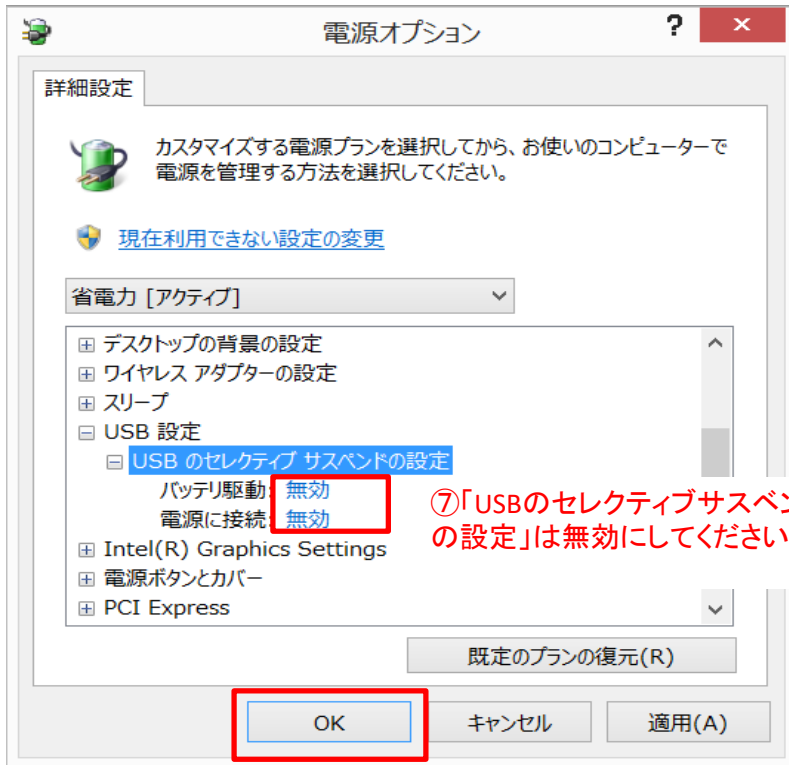 電源オプション
?
×
詳細設定
カスタマイズする電源プランを選択してから、お使いのコンピューターで
電源を管理する方法を選択してください。
現在利用できない設定の変更
省電力 [アクティブ]
デスクトップの背景の設定
ワイヤレス アダプターの設定
スリープ
USB 設定
USB のセレクティブ サスペンドの設定
バッテリ駆動: 無効
電源に接続: 無効
⑦「USBのセレクティブサスペン
の設定」は無効にしてください
Intel(R) Graphics Settings
電源ボタンとカバー
PCI Express
既定のプランの復元(R)
OK
キャンセル
適用(A)